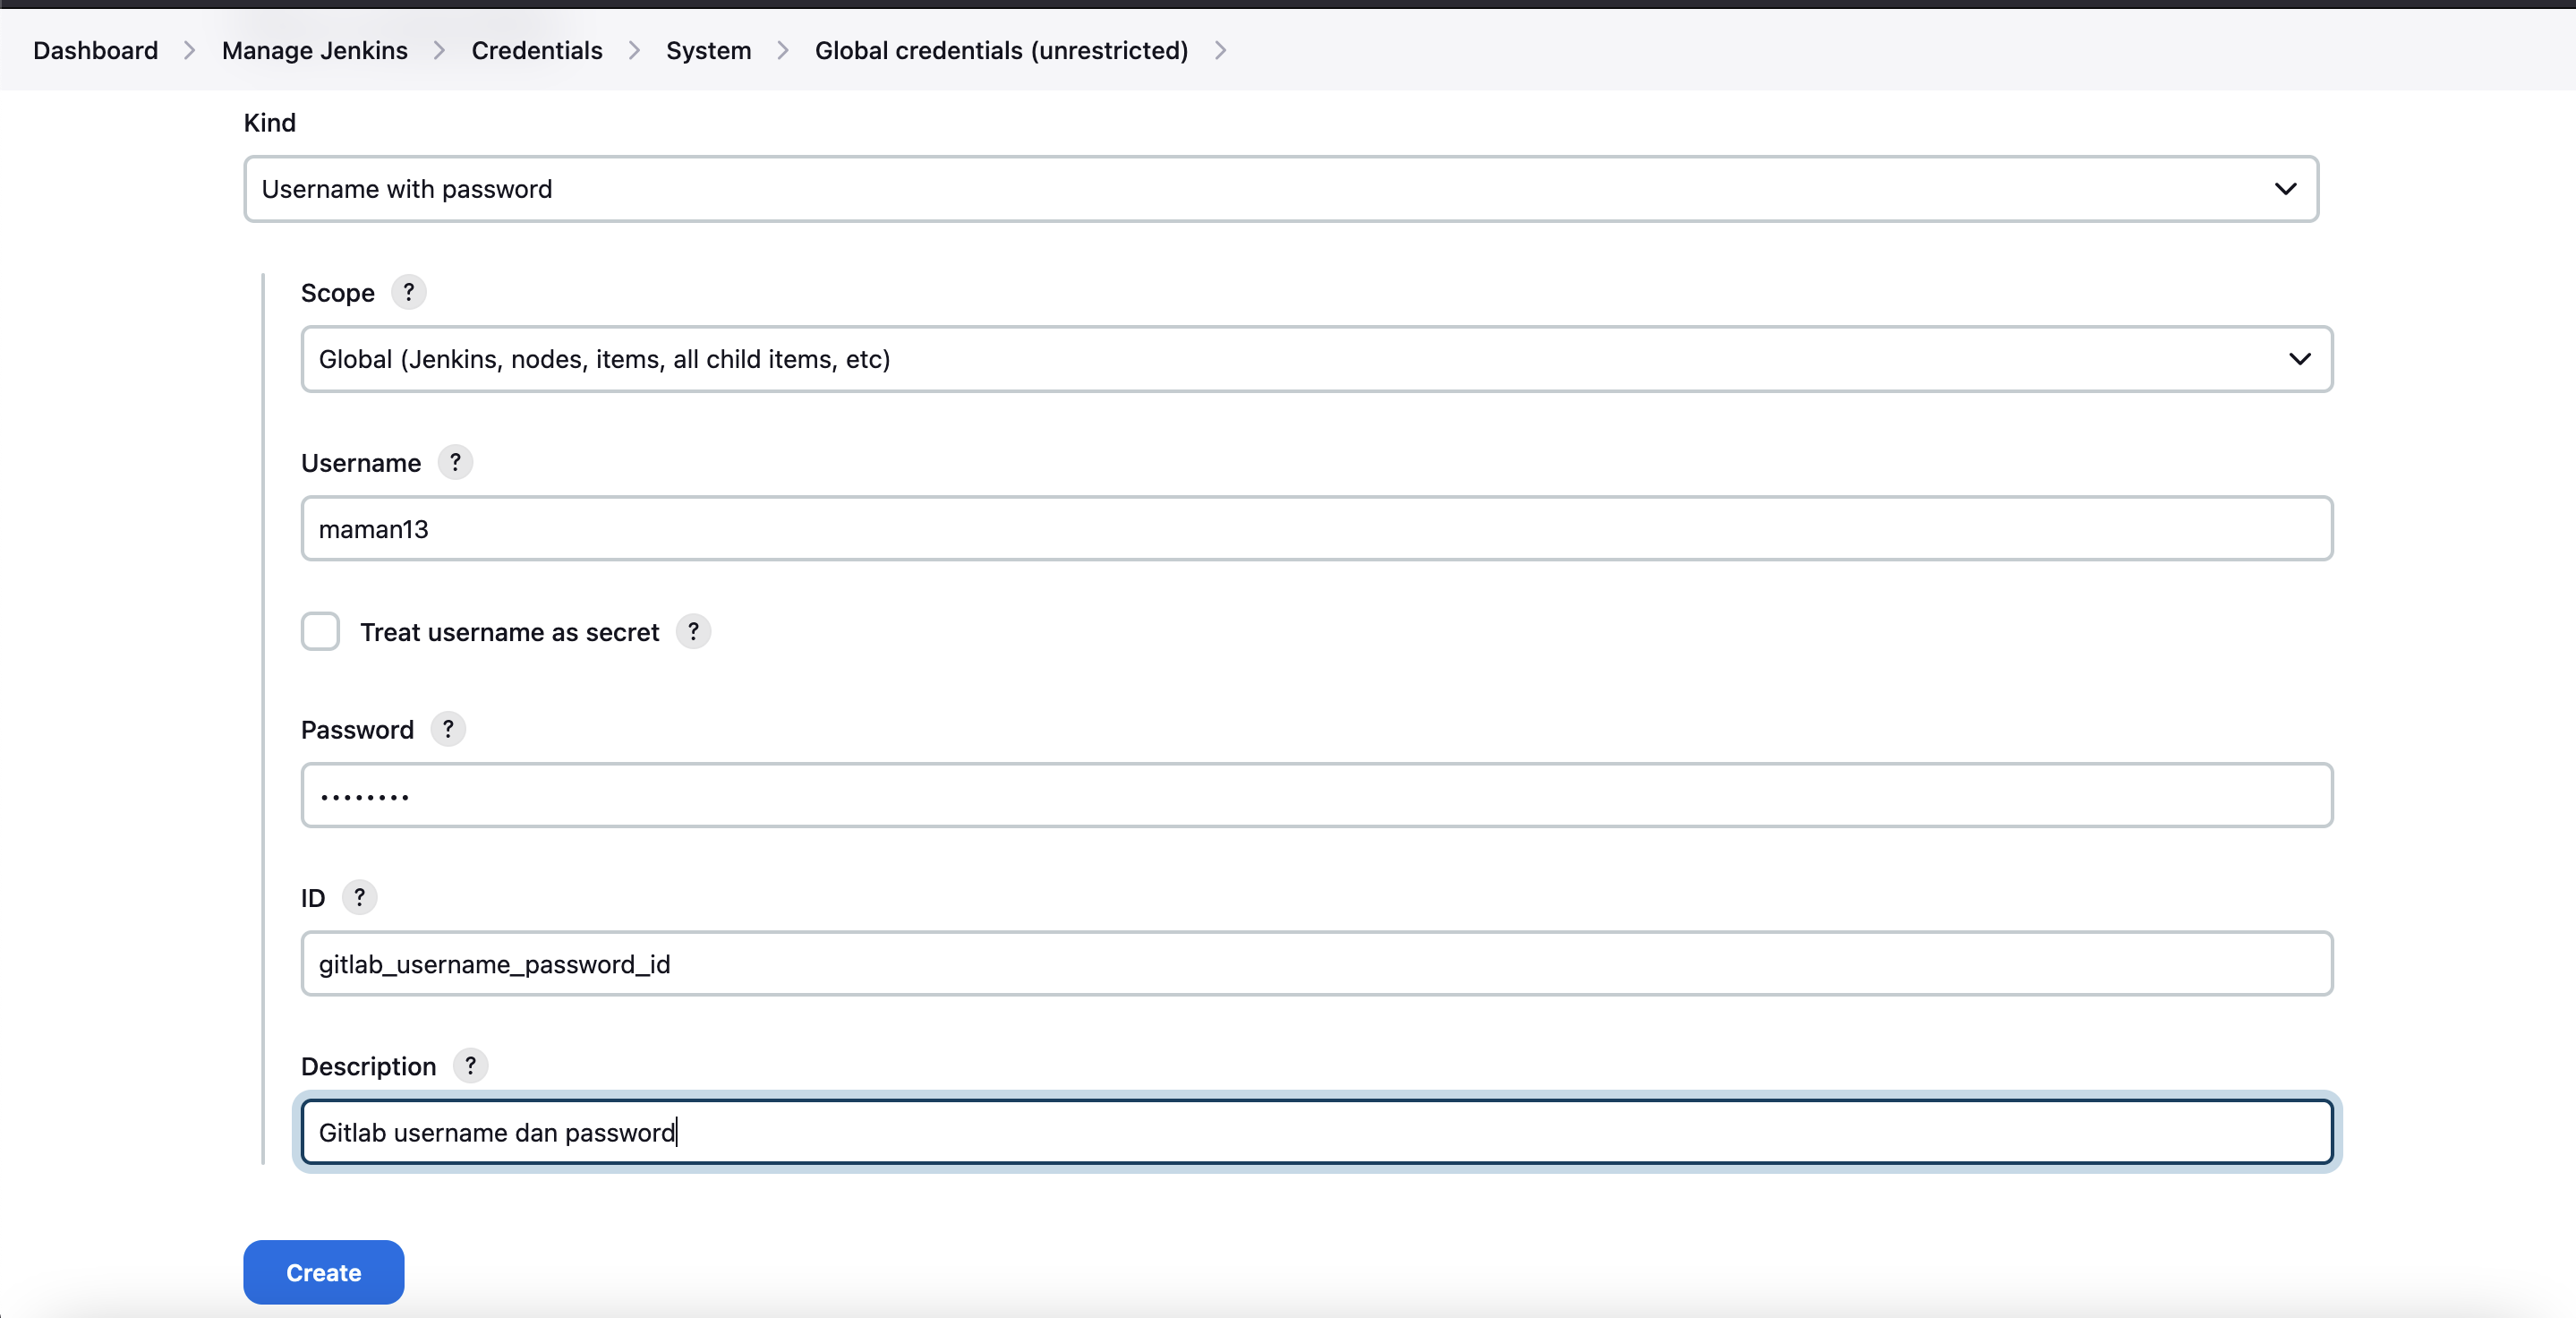 Dashboard > Manage Jenkins > Credentials > System > Global credentials (unrestricted) >
Kind
Username with password
Scope ?
Global (Jenkins, nodes, items, all child items, etc)
Username ?
maman13
Treat username as secret ?
Password ?
••••••••
ID ?
gitlab_username_password_id
Description ?
Gitlab username dan password
Create